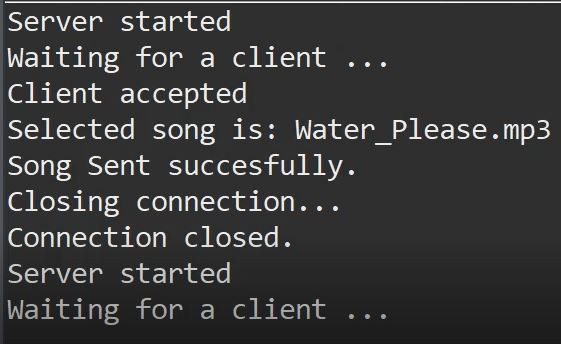 Server started
Waiting for a client ...
Client accepted
Selected song is: Water_Please.mp3
Song Sent succesfully.
Closing connection...
Connection closed.
Server started
Waiting for a client ...